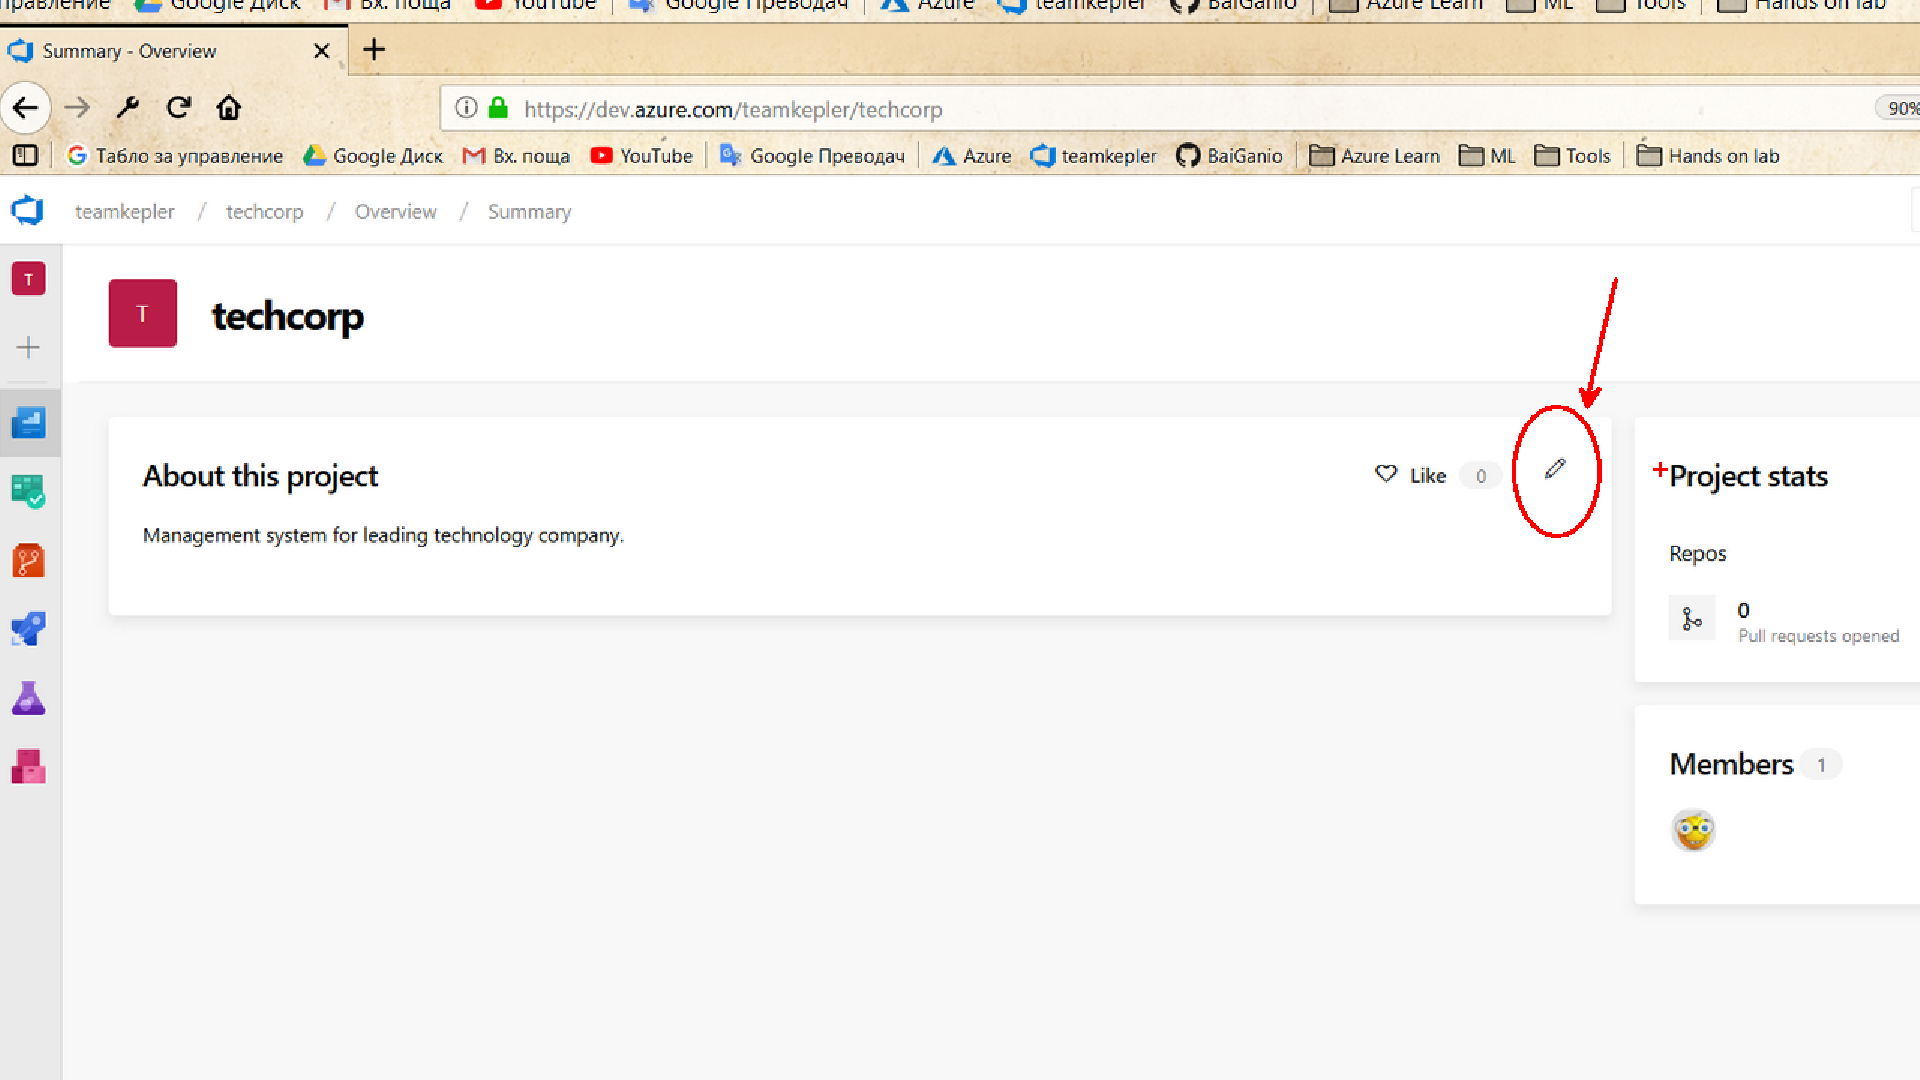 правление Google Диск Вх. поща YouTube Google Преводач Azure teamkepler BaiGanio Azure Learn ML Tools Hands on lab
Summary - Overview
https://dev.azure.com/teamkepler/techcorp 90%
Табло за управление Google Диск Вх. поща YouTube Google Преводач Azure teamkepler BaiGanio Azure Learn ML Tools Hands on lab
teamkepler / techcorp / Overview / Summary
T
T techcorp
About this project Like 0
Management system for leading technology company.
Project stats
Repos
0
Pull requests opened
Members 1